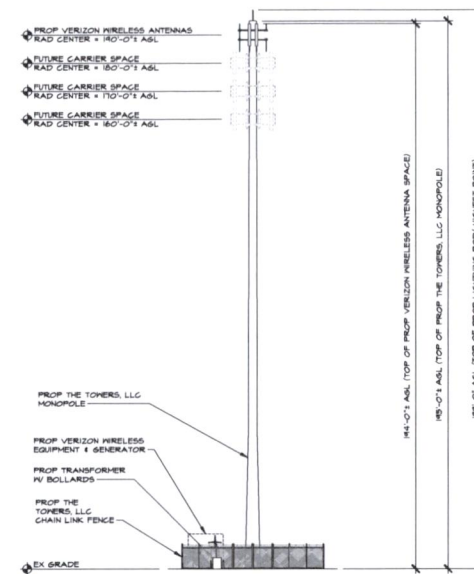 PROP VERIZON WIRELESS ANTENNAS
RAD CENTER = 190'-0"± AGL
FUTURE CARRIER SPACE
RAD CENTER = 180'-0"± AGL
FUTURE CARRIER SPACE
RAD CENTER = 170'-0"± AGL
FUTURE CARRIER SPACE
RAD CENTER = 160'-0"± AGL
194'-0"± AGL (TOP OF PROP VERIZON WIRELESS ANTENNA SPACE)
195'-0"± AGL (TOP OF PROP THE TOWERS, LLC MONOPOLE)
PROP THE TOWERS, LLC
MONOPOLE
PROP VERIZON WIRELESS
EQUIPMENT & GENERATOR
PROP TRANSFORMER
W/ BOLLARDS
PROP THE
TOWERS, LLC
CHAIN LINK FENCE
EX GRADE